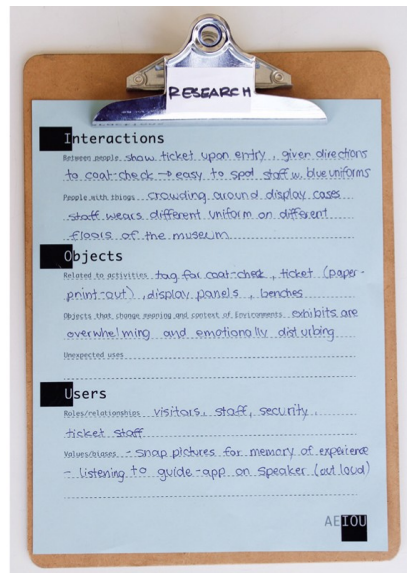 RESEARCH
Interactions
Between people show ticket upon entry, given directions
to coat-check → easy to spot staff w. blue uniforms
People with things crowding around display cases
staff wears different uniform on different
floors of the museum
Objects
Related to activities tag for coat-check, ticket (paper-
print-out), display panels, benches
Objects that change meaning and context of Environments exhibits are
overwhelming and emotionally disturbing
Unexpected uses
Users
Roles/relationships visitors, staff, security,
ticket staff
Values/biases - snap pictures for memory of experience
- listening to guide-app on speaker (out loud)
AEIOU